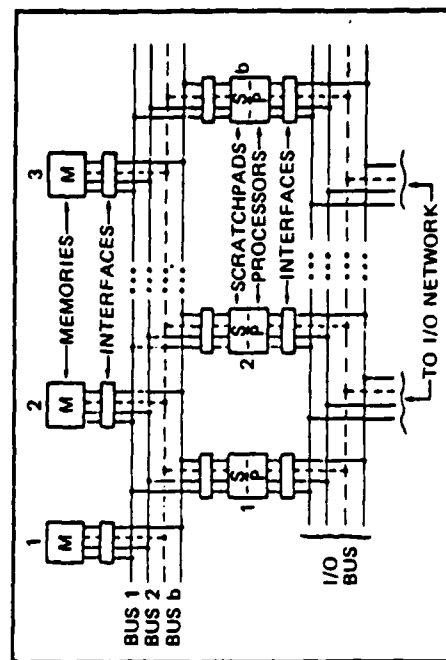 1 2 3
M M M
MEMORIES
INTERFACES
BUS 1
BUS 2
BUS b
1 2 b
S P S P S P
SCRATCHPADS
PROCESSORS
INTERFACES
I/O
BUS
TO I/O NETWORK